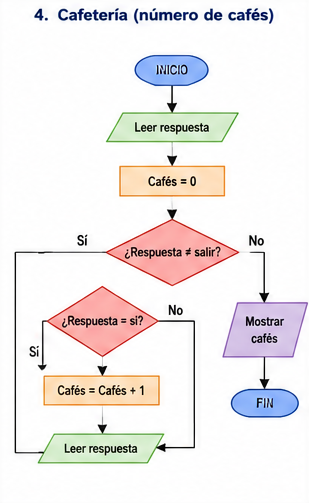 4. Cafetería (número de cafés)
INICIO
Leer respuesta
Cafés = 0
¿Respuesta ≠ salir?
Sí
No
¿Respuesta = si?
No
Sí
Mostrar
cafés
Cafés = Cafés + 1
FIN
Leer respuesta